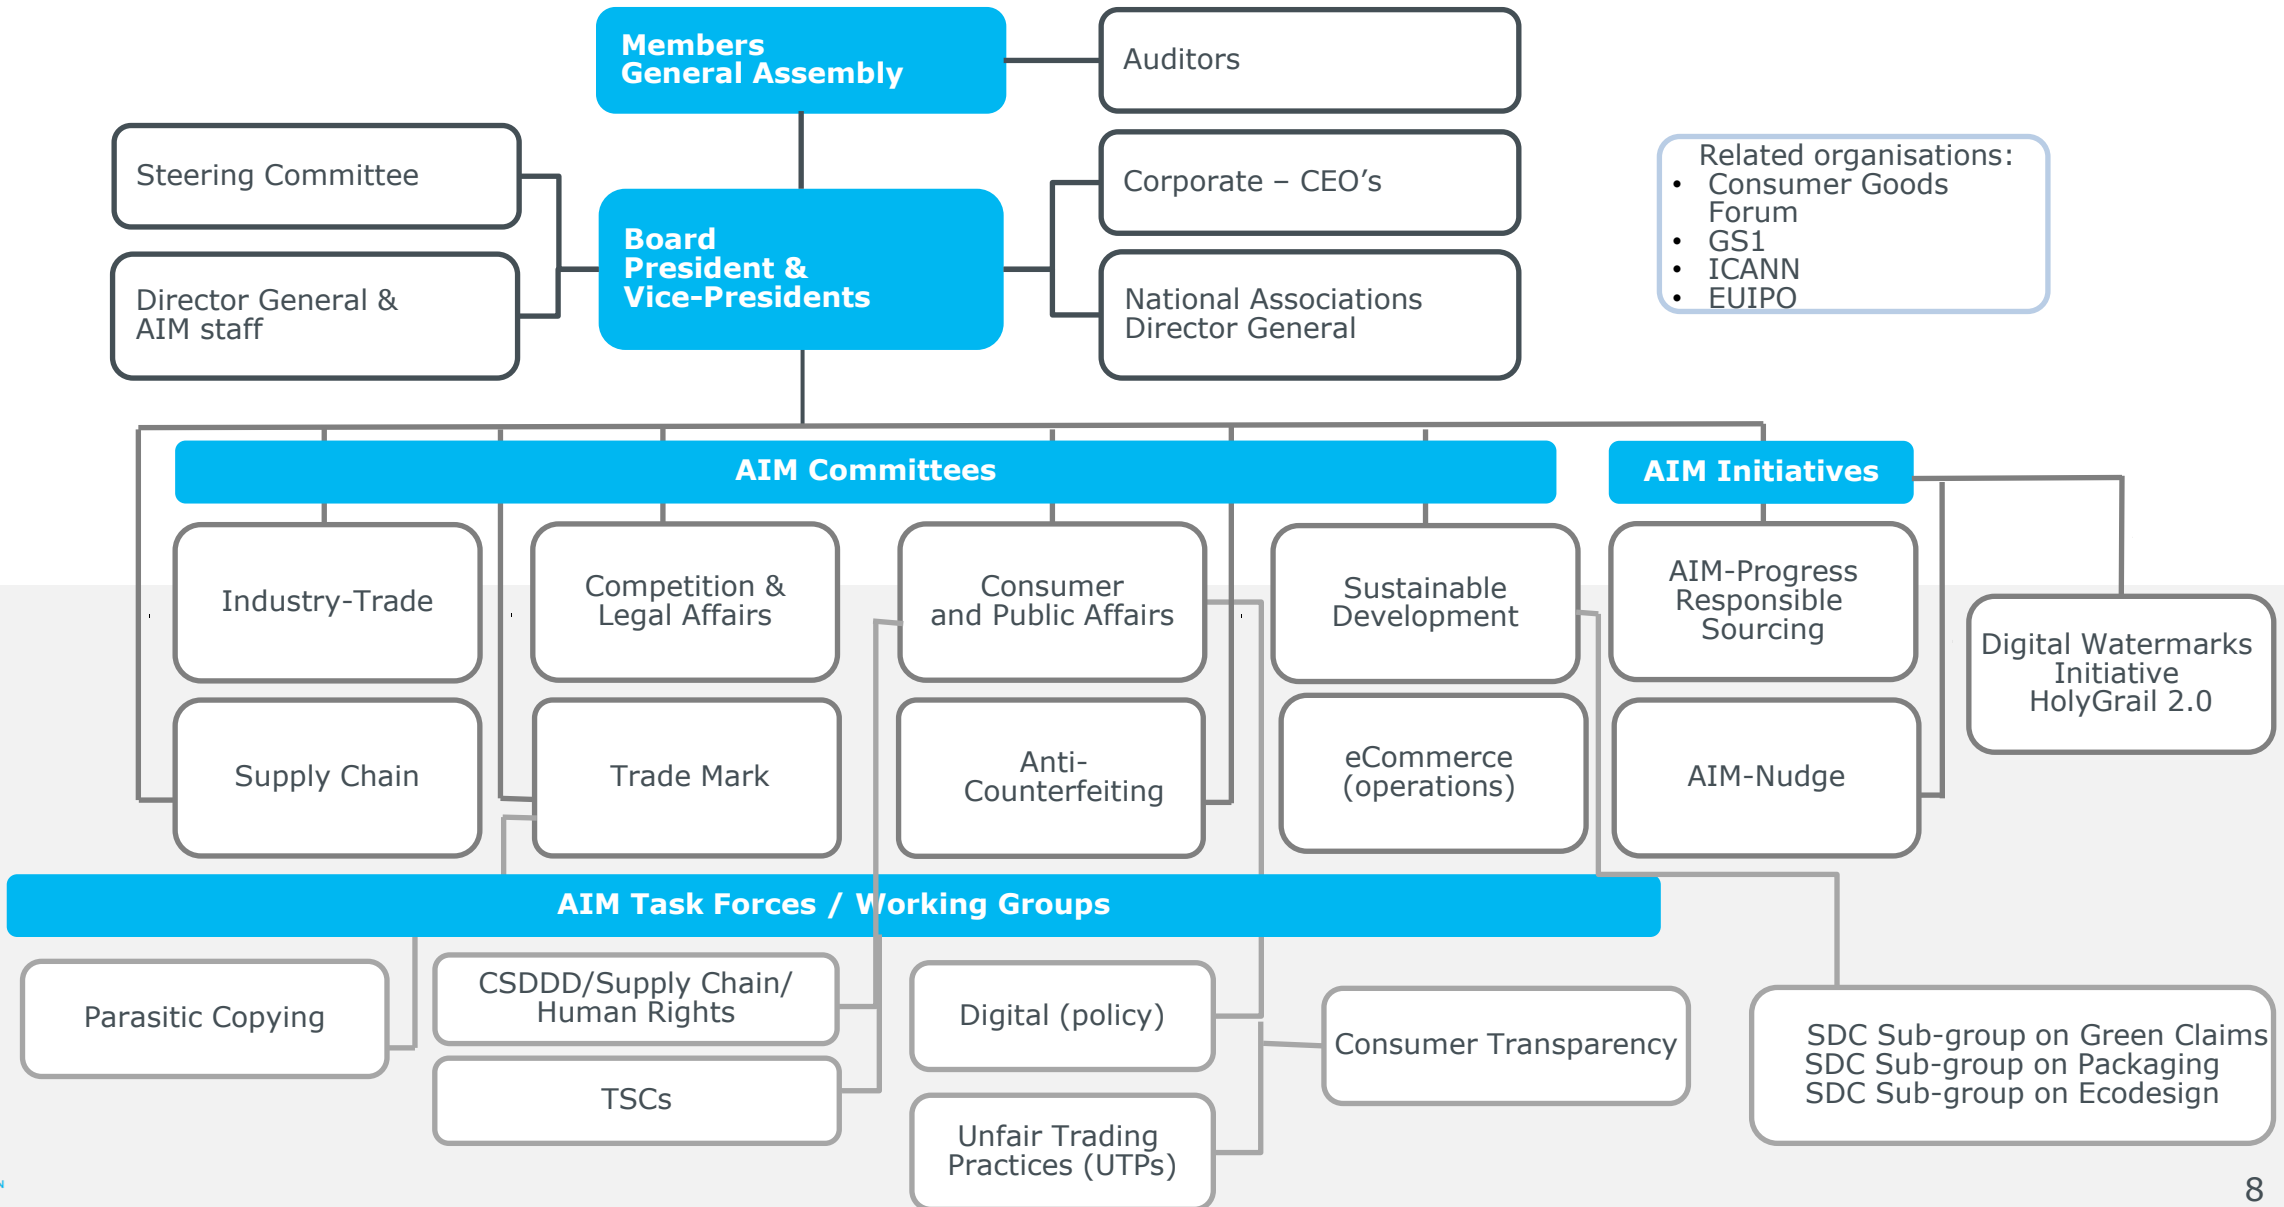 Members
General Assembly
Auditors
Steering Committee
Corporate – CEO’s
Related organisations:
• Consumer Goods
Forum
• GS1
• ICANN
• EUIPO
Board
President &
Vice-Presidents
Director General &
AIM staff
National Associations
Director General
AIM Committees
AIM Initiatives
Industry-Trade
Competition &
Legal Affairs
Consumer
and Public Affairs
Sustainable
Development
AIM-Progress
Responsible
Sourcing
Digital Watermarks
Initiative
HolyGrail 2.0
Supply Chain
Trade Mark
Anti-
Counterfeiting
eCommerce
(operations)
AIM-Nudge
AIM Task Forces / Working Groups
Parasitic Copying
CSDDD/Supply Chain/
Human Rights
TSCs
Digital (policy)
Unfair Trading
Practices (UTPs)
Consumer Transparency
SDC Sub-group on Green Claims
SDC Sub-group on Packaging
SDC Sub-group on Ecodesign
N
8